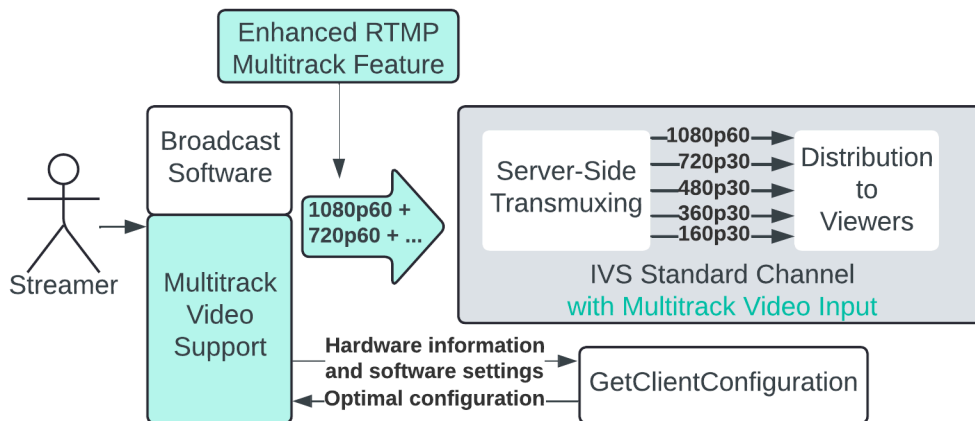 Enhanced RTMP
Multitrack Feature
Broadcast
Software
Streamer
1080p60 +
720p60 + ...
Multitrack
Video
Support
Server-Side
Transmuxing
1080p60
720p30
480p30
360p30
160p30
Distribution
to
Viewers
IVS Standard Channel
with Multitrack Video Input
Hardware information
and software settings
Optimal configuration
GetClientConfiguration